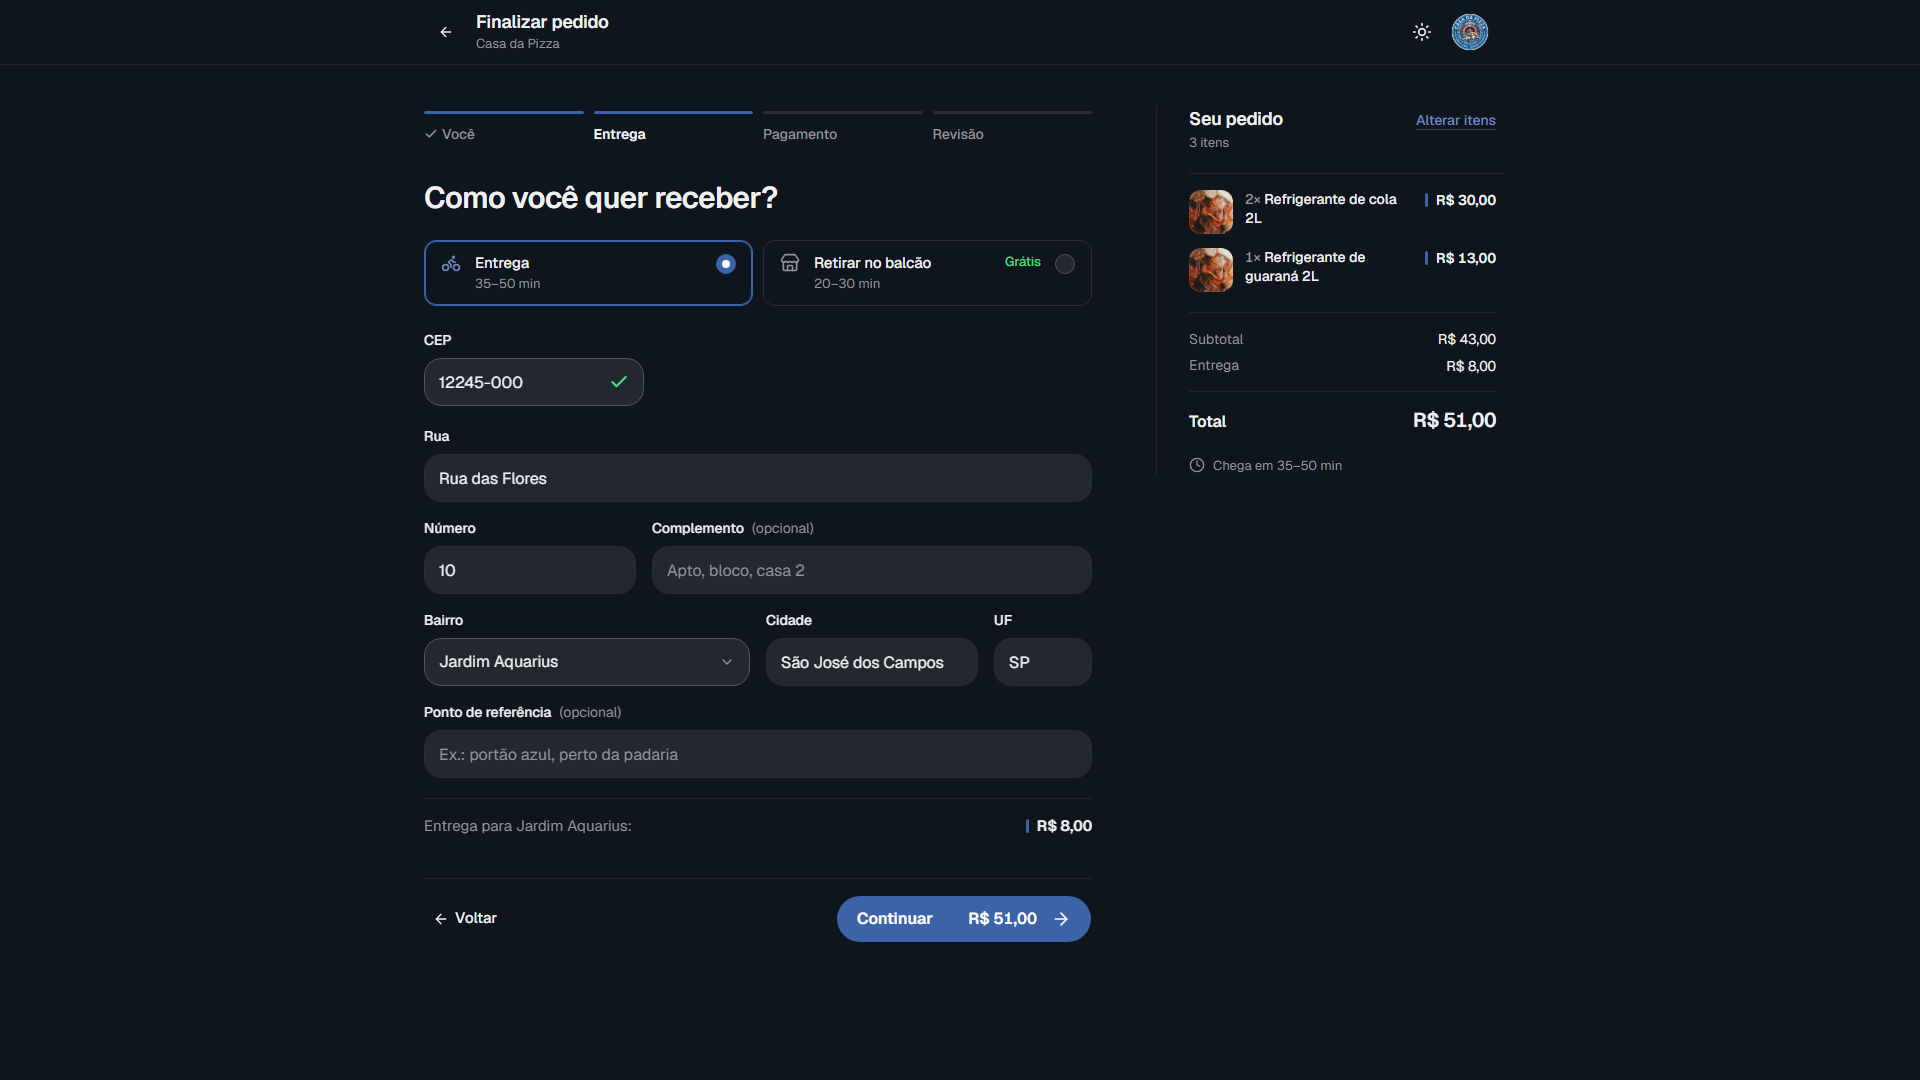 Finalizar pedido
Casa da Pizza
CASA DA PIZZA
Você
Entrega
Pagamento
Revisão
Como você quer receber?
Entrega
35–50 min
Retirar no balcão
20–30 min
Grátis
CEP
12245-000
Rua
Rua das Flores
Número
Complemento (opcional)
10
Apto, bloco, casa 2
Bairro
Cidade
UF
Jardim Aquarius
São José dos Campos
SP
Ponto de referência (opcional)
Ex.: portão azul, perto da padaria
Entrega para Jardim Aquarius:
R$ 8,00
Voltar
Continuar R$ 51,00
Seu pedido
Alterar itens
3 itens
2× Refrigerante de cola
2L
R$ 30,00
1× Refrigerante de
guaraná 2L
R$ 13,00
Subtotal
R$ 43,00
Entrega
R$ 8,00
Total
R$ 51,00
Chega em 35–50 min